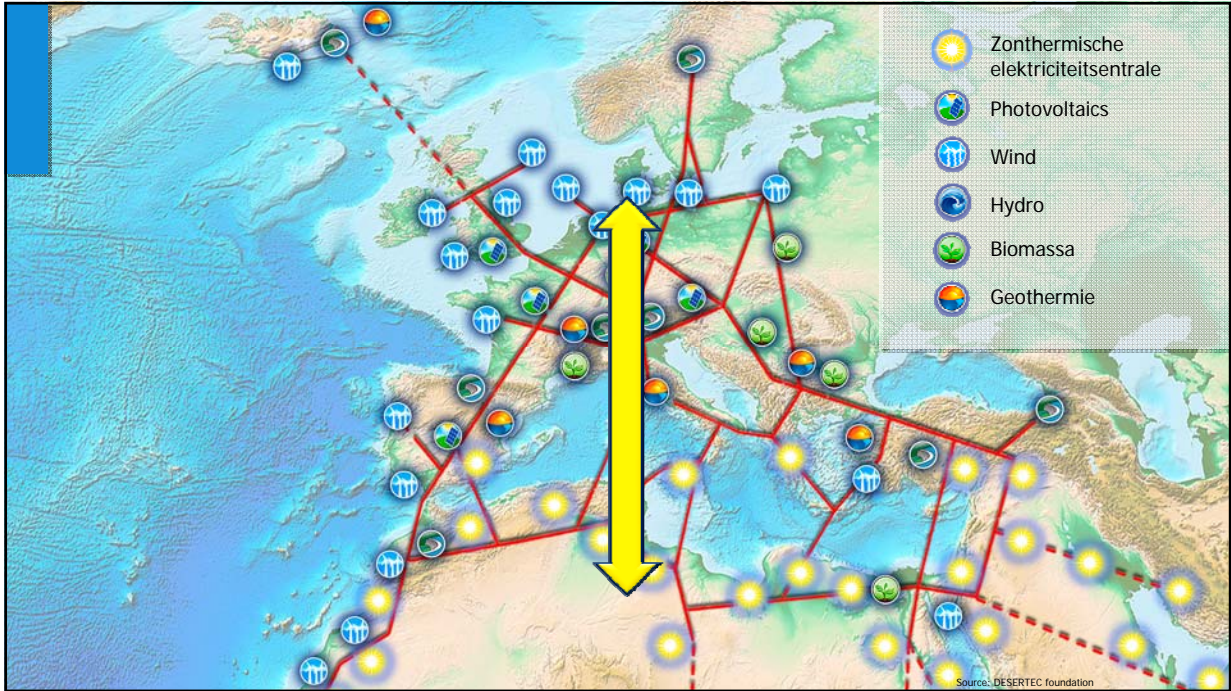 Zonthermische
elektriciteitsentrale
Photovoltaics
Wind
Hydro
Biomassa
Geothermie
Source: DESERTEC foundation